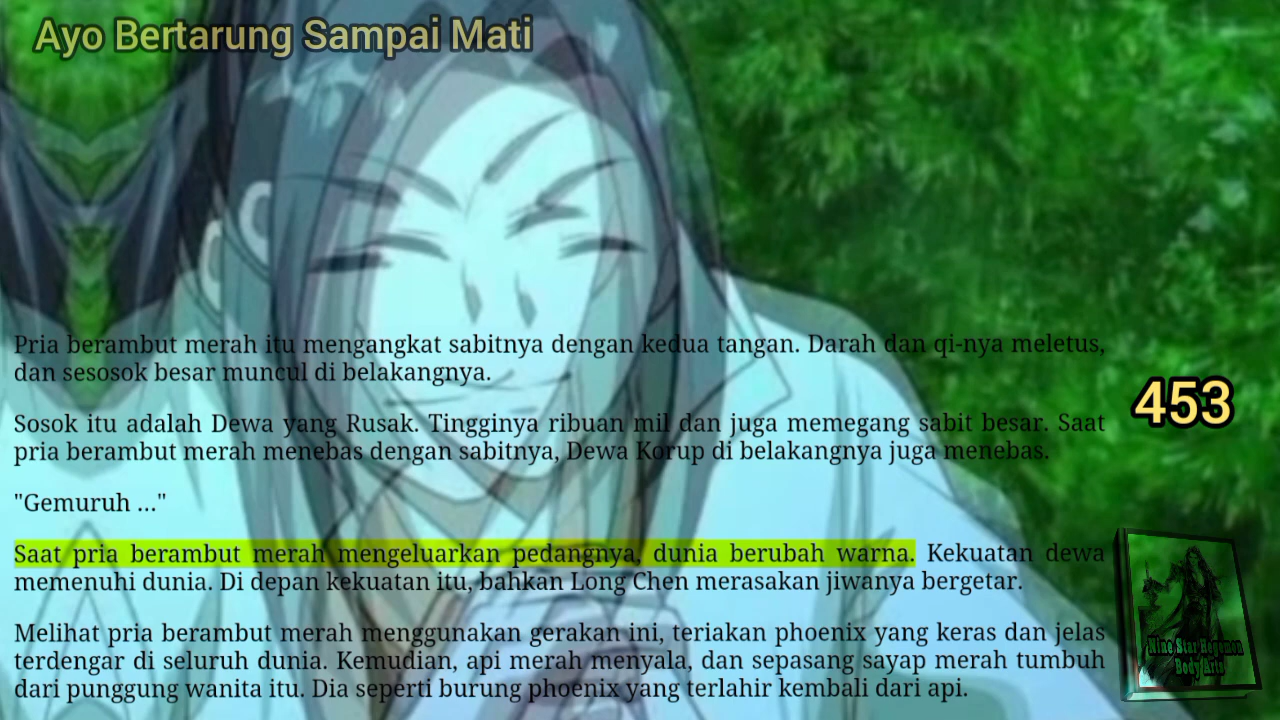 Ayo Bertarung Sampai Mati
Pria berambut merah itu mengangkat sabitnya dengan kedua tangan. Darah dan qi-nya meletus,
dan sesosok besar muncul di belakangnya.
Sosok itu adalah Dewa yang Rusak. Tingginya ribuan mil dan juga memegang sabit besar. Saat
pria berambut merah menebas dengan sabitnya, Dewa Korup di belakangnya juga menebas.
453
"Gemuruh ..."
Saat pria berambut merah mengeluarkan pedangnya, dunia berubah warna. Kekuatan dewa
memenuhi dunia. Di depan kekuatan itu, bahkan Long Chen merasakan jiwanya bergetar.
Melihat pria berambut merah menggunakan gerakan ini, teriakan phoenix yang keras dan jelas
terdengar di seluruh dunia. Kemudian, api merah menyala, dan sepasang sayap merah tumbuh
dari punggung wanita itu. Dia seperti burung phoenix yang terlahir kembali dari api.
Nine Star Hegemon
Body Arts